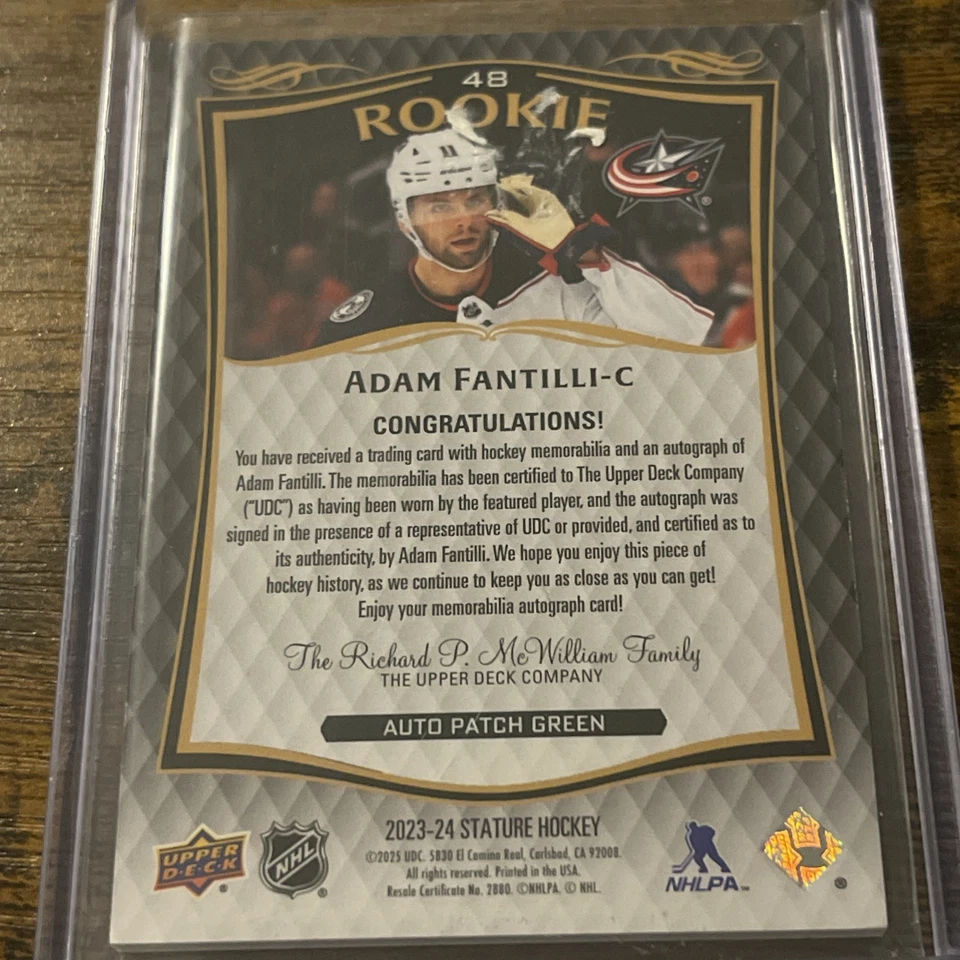 48
ROOKIE
11
ADAM FANTILLI-C
CONGRATULATIONS!
You have received a trading card with hockey memorabilia and an autograph of
Adam Fantilli. The memorabilia has been certified to The Upper Deck Company
("UDC") as having been worn by the featured player, and the autograph was
signed in the presence of a representative of UDC or provided, and certified as to
its authenticity, by Adam Fantilli. We hope you enjoy this piece of
hockey history, as we continue to keep you as close as you can get!
Enjoy your memorabilia autograph card!
The Richard P. McWilliam Family
THE UPPER DECK COMPANY
AUTO PATCH GREEN
2023-24 STATURE HOCKEY
©2025 UDC. 5830 El Camino Real, Carlsbad, CA 92008.
All rights reserved. Printed in the USA.
Resale Certificate No. 2880. ©NHLPA. © NHL.
UPPER
D·E·C·K
®
NHL
®
NHLPA™
®